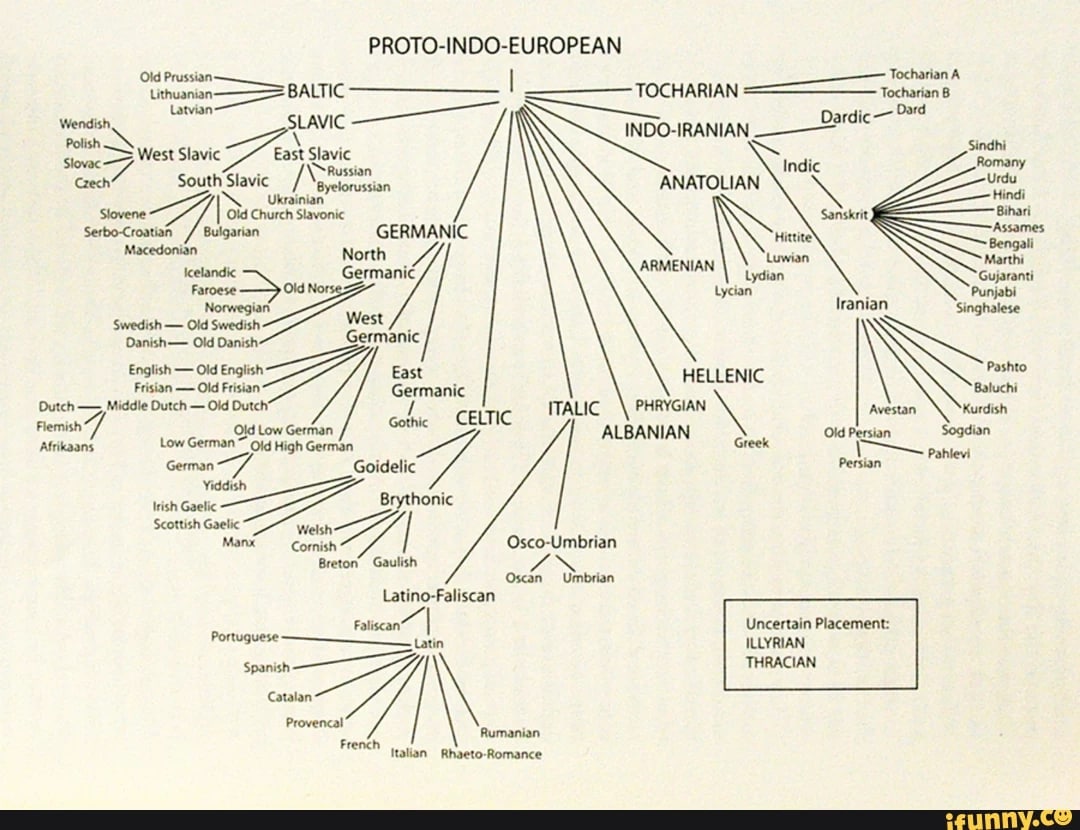 PROTO-INDO-EUROPEAN
Old Prussian
Lithuanian
Latvian
BALTIC
TOCHARIAN
Tocharian A
Tocharian B
SLAVIC
Wendish
Polish
Slovac
Czech
West Slavic
East Slavic
Russian
Byelorussian
Ukrainian
South Slavic
Slovene
Serbo-Croatian
Macedonian
Bulgarian
Old Church Slavonic
INDO-IRANIAN
Dardic
Dard
Indic
Sanskrit
Sindhi
Romany
Urdu
Hindi
Bihari
Assames
Bengali
Marthi
Gujaranti
Punjabi
Singhalese
ANATOLIAN
Hittite
Luwian
Lydian
Lycian
ARMENIAN
Iranian
Pashto
Baluchi
Kurdish
Sogdian
Avestan
Old Persian
Pahlevi
Persian
GERMANIC
North
Germanic
Icelandic
Faroese
Norwegian
Old Norse
Swedish
Old Swedish
Danish
Old Danish
West
Germanic
English
Old English
Frisian
Old Frisian
Dutch
Middle Dutch
Old Dutch
Flemish
Afrikaans
Old Low German
Low German
Old High German
German
Yiddish
East
Germanic
Gothic
CELTIC
Goidelic
Irish Gaelic
Scottish Gaelic
Manx
Brythonic
Welsh
Cornish
Breton
Gaulish
ITALIC
Osco-Umbrian
Oscan
Umbrian
Latino-Faliscan
Faliscan
Latin
Portuguese
Spanish
Catalan
Provencal
French
Italian
Rhaeto-Romance
Rumanian
ALBANIAN
PHRYGIAN
HELLENIC
Greek
Uncertain Placement:
ILLYRIAN
THRACIAN
ifunny.co